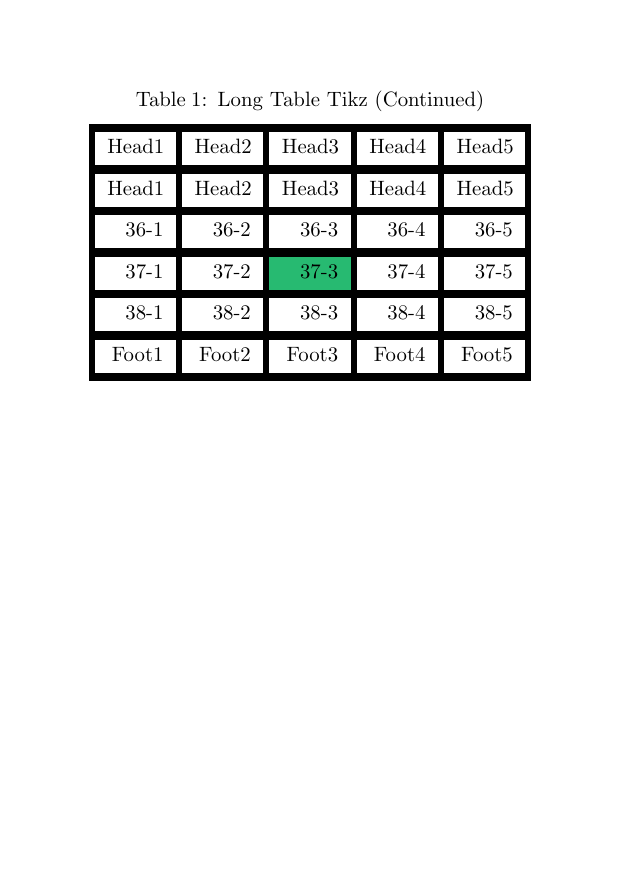 Table 1: Long Table Tikz (Continued)
Head1 Head2 Head3 Head4 Head5
Head1 Head2 Head3 Head4 Head5
36-1 36-2 36-3 36-4 36-5
37-1 37-2 37-3 37-4 37-5
38-1 38-2 38-3 38-4 38-5
Foot1 Foot2 Foot3 Foot4 Foot5